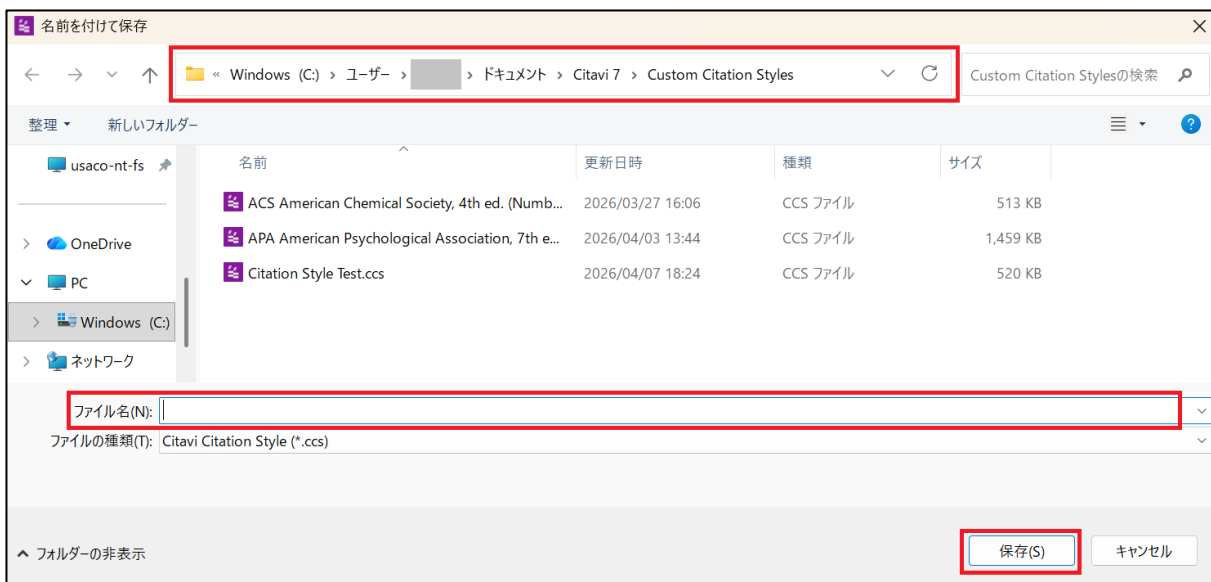 名前を付けて保存
« Windows (C:) › ユーザー › › ドキュメント › Citavi 7 › Custom Citation Styles
Custom Citation Stylesの検索
整理 新しいフォルダー
名前 更新日時 種類 サイズ
usaco-nt-fs
ACS American Chemical Society, 4th ed. (Numb... 2026/03/27 16:06 CCS ファイル 513 KB
OneDrive
APA American Psychological Association, 7th e... 2026/04/03 13:44 CCS ファイル 1,459 KB
PC
Citation Style Test.ccs 2026/04/07 18:24 CCS ファイル 520 KB
Windows (C:)
ネットワーク
ファイル名(N):
ファイルの種類(T): Citavi Citation Style (*.ccs)
フォルダーの非表示
保存(S) キャンセル